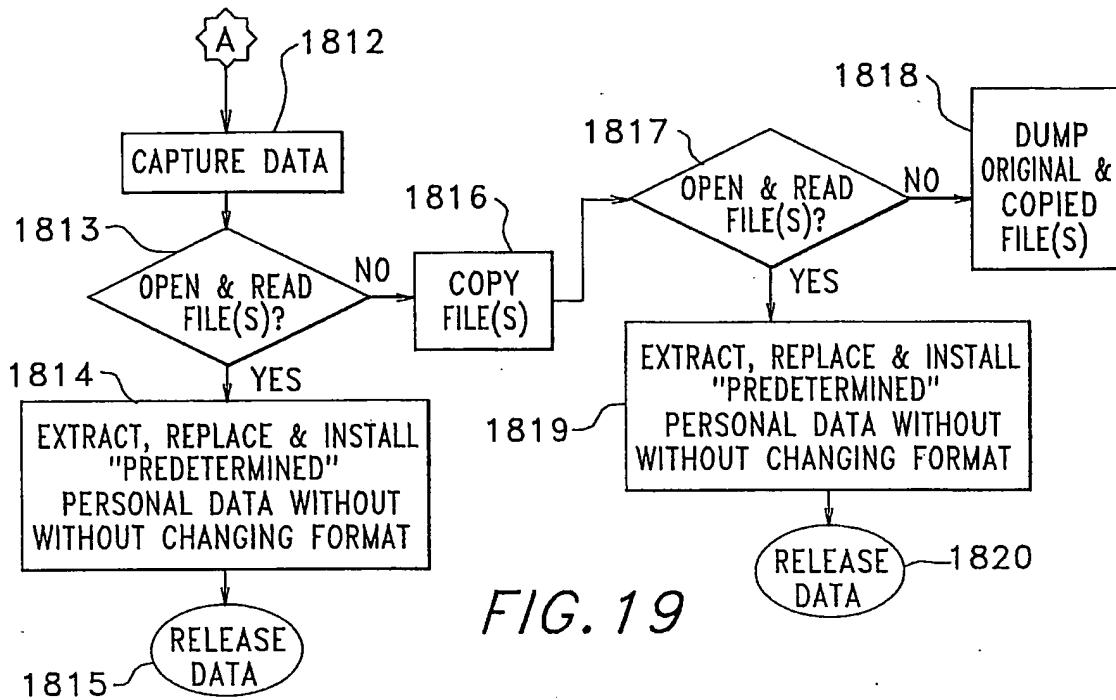 A
1812
CAPTURE DATA
1813
OPEN & READ
FILE(S)?
NO
YES
1814
EXTRACT, REPLACE & INSTALL
"PREDETERMINED"
PERSONAL DATA WITHOUT
WITHOUT CHANGING FORMAT
RELEASE
DATA
1815
1816
COPY
FILE(S)
1817
OPEN & READ
FILE(S)?
NO
YES
1818
DUMP
ORIGINAL &
COPIED
FILE(S)
EXTRACT, REPLACE & INSTALL
"PREDETERMINED"
PERSONAL DATA WITHOUT
WITHOUT CHANGING FORMAT
1819
RELEASE
DATA
1820
FIG. 19